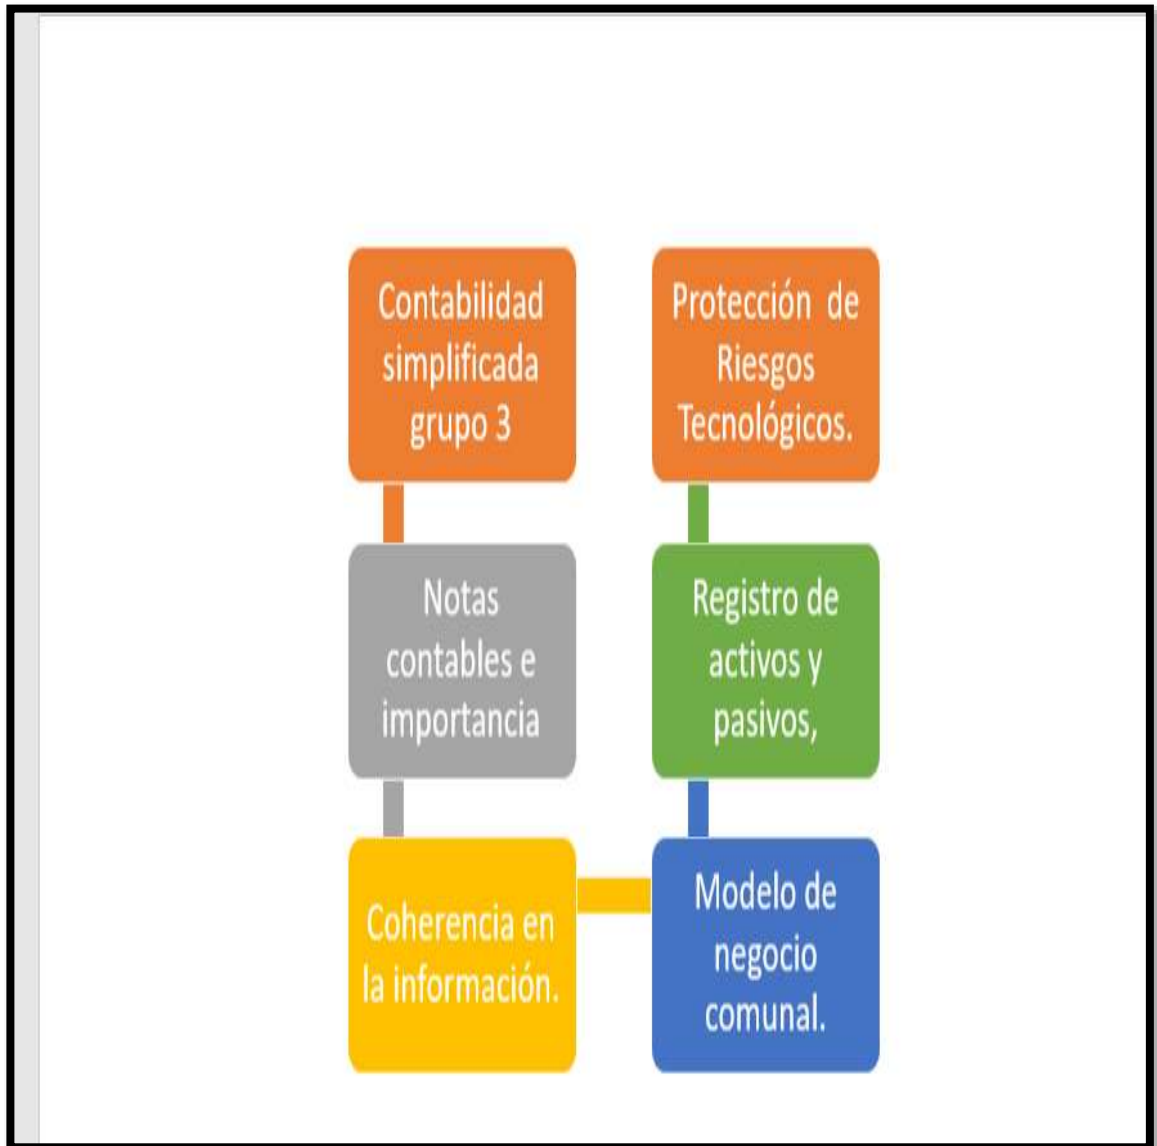 Contabilidad
simplificada
grupo 3
Notas
contables e
importancia
Coherencia en
la información.
Modelo de
negocio
comunal.
Registro de
activos y
pasivos,
Protección de
Riesgos
Tecnológicos.